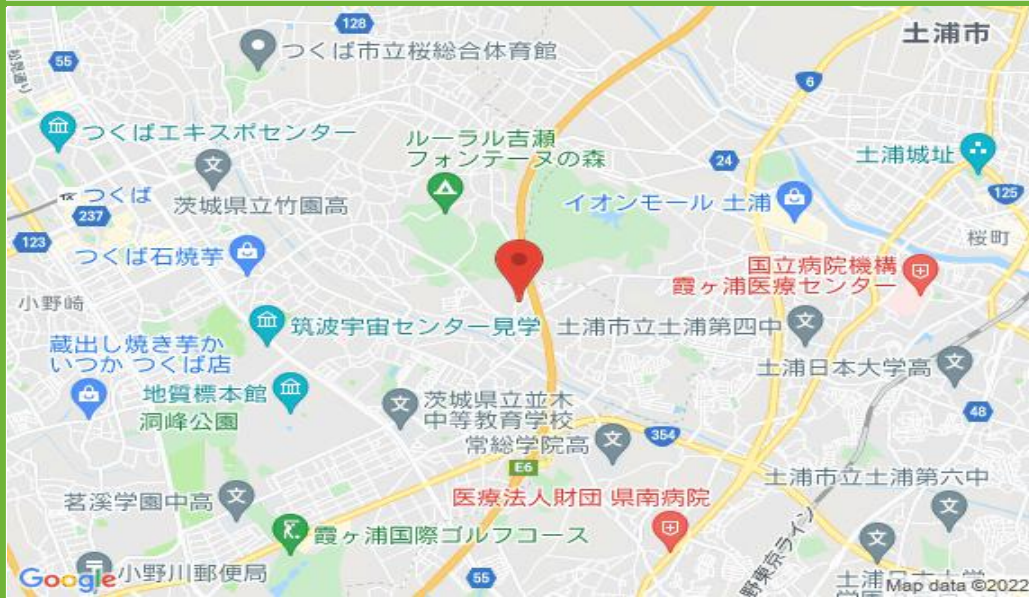 128
土浦市
つくば市立桜総合体育館
55
6
つくばエキスポセンター
ルーラル吉瀬
フォンテーヌの森
24
土浦城址
つくば
茨城県立竹園高
イオンモール 土浦
125
237
123
つくば石焼芋
桜町
国立病院機構
霞ヶ浦医療センター
小野崎
筑波宇宙センター見学
土浦市立土浦第四中
蔵出し焼き芋か
いつか つくば店
土浦日本大学高
地質標本館
茨城県立並木
中等教育学校
洞峰公園
48
常総学院高
354
E6
土浦市立土浦第六中
茗溪学園中高
医療法人財団 県南病院
霞ヶ浦国際ゴルフコース
野東京ライン
小野川郵便局
55
Google
Map data ©2022